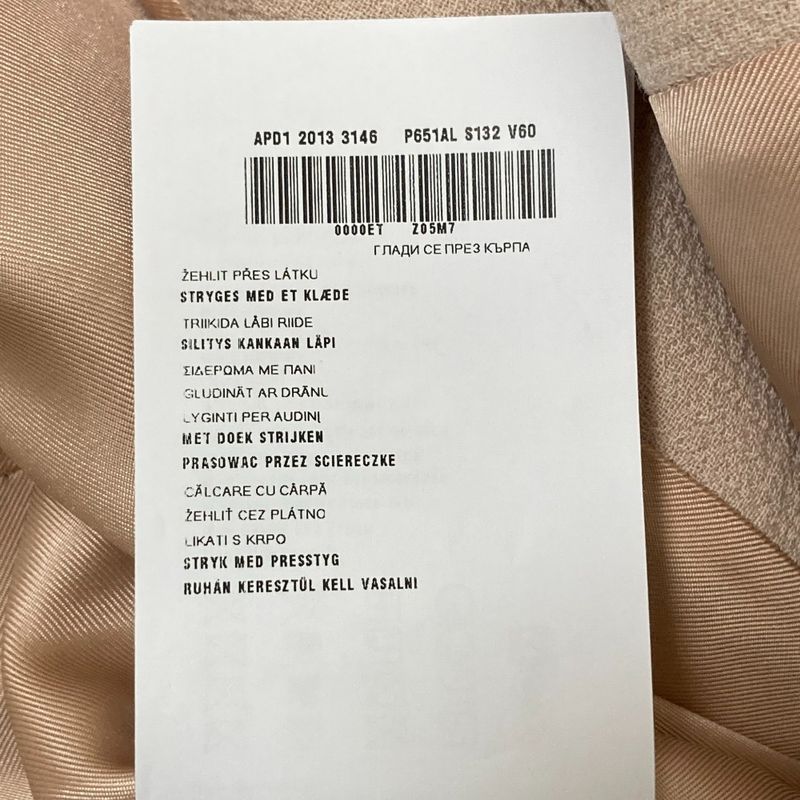 APD1 2013 3146 P651AL S132 V60
0000ET Z05M7
ГЛАДИ СЕ ПРЕЗ КЪРПА
ŽEHLIT PŘES LÁTKU
STRYGES MED ET KLÆDE
TRIIKIDA LÄBI RIIDE
SILITYS KANKAAN LÄPI
ΣΙΔΕΡΩΜΑ ΜΕ ΠΑΝΙ
GLUDINĀT AR DRĀNU
LYGINTI PER AUDINĮ
MET DOEK STRIJKEN
PRASOWAC PRZEZ SCIERECZKE
CĂLCARE CU CÂRPĂ
ŽEHLIŤ CEZ PLÁTNO
LIKATI S KRPO
STRYK MED PRESSTYG
RUHÁN KERESZTÜL KELL VASALNI